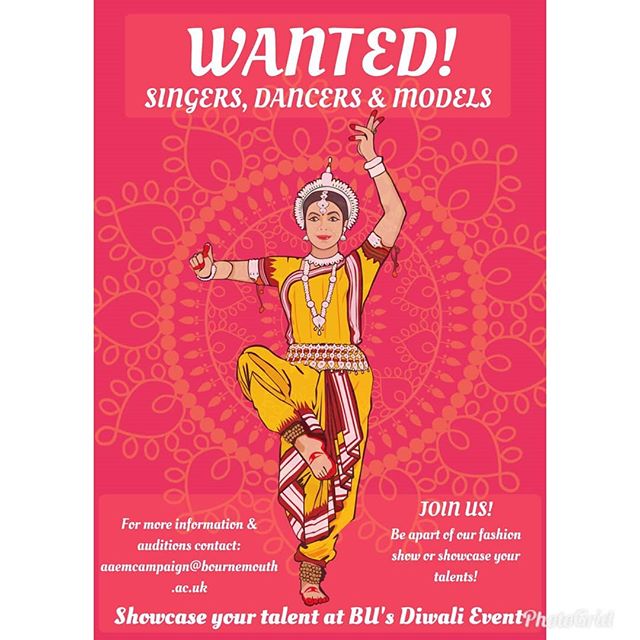 WANTED!
SINGERS, DANCERS & MODELS
For more information &
auditions contact:
aaemcampaign@bournemouth
.ac.uk
JOIN US!
Be apart of our fashion
show or showcase your
talents!
Showcase your talent at BU's Diwali Event
PhotoGrid